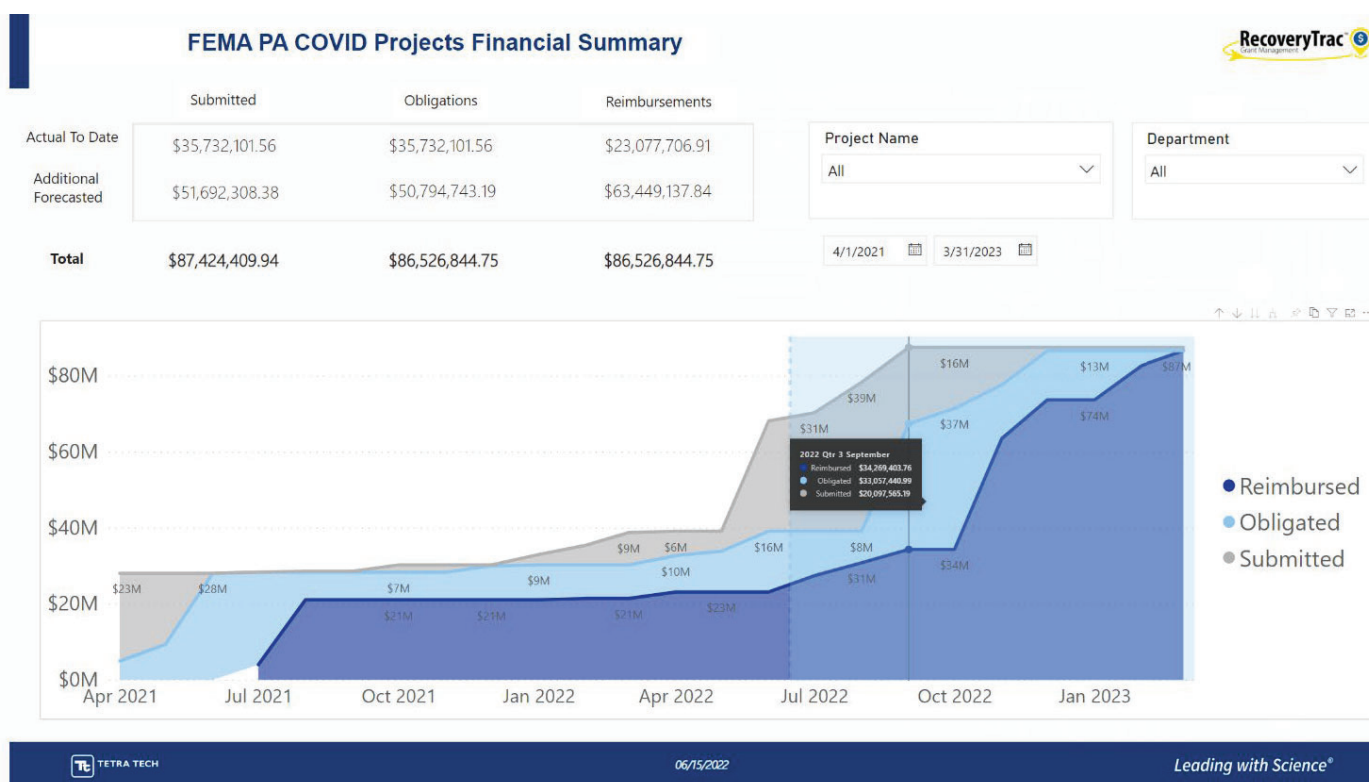 FEMA PA COVID Projects Financial Summary
RecoveryTrac
Grant Management
Submitted Obligations Reimbursements
Actual To Date $35,732,101.56 $35,732,101.56 $23,077,706.91
Additional Forecasted $51,692,308.38 $50,794,743.19 $63,449,137.84
Total $87,424,409.94 $86,526,844.75 $86,526,844.75
Project Name
All
Department
All
4/1/2021 3/31/2023
$80M
$60M
$40M
$20M
$0M
$16M $13M $87M
$39M
$31M $37M $74M
2022 Qtr 3 September
Reimbursed $34,269,403.76
Obligated $33,057,440.99
Submitted $20,097,565.19
$9M $6M $16M $8M
$23M $28M $7M $9M $10M $31M $34M
$21M $21M $21M $23M
Apr 2021 Jul 2021 Oct 2021 Jan 2022 Apr 2022 Jul 2022 Oct 2022 Jan 2023
Reimbursed
Obligated
Submitted
Tt TETRA TECH
06/15/2022
Leading with Science®